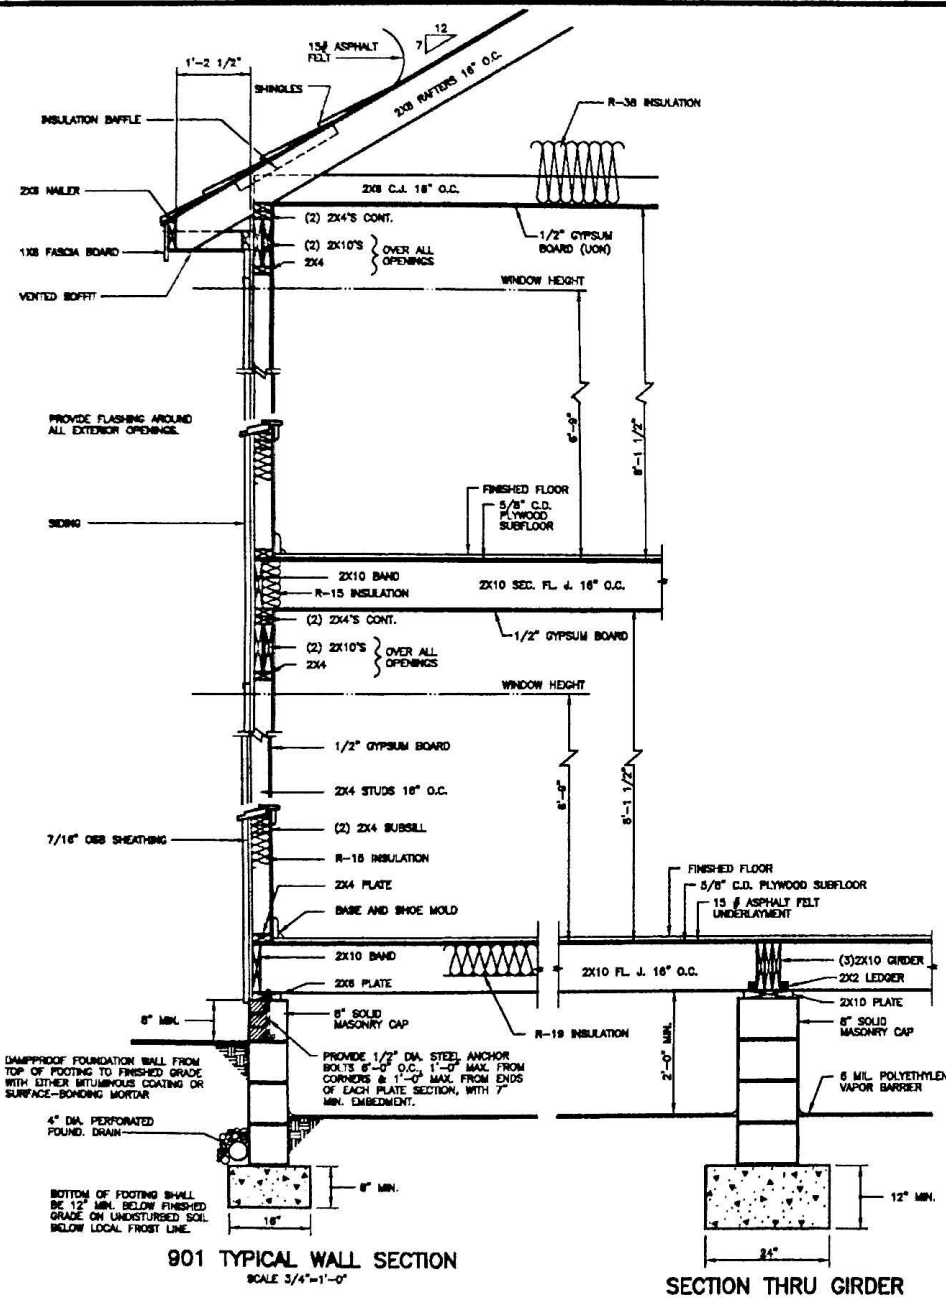 12
7
15# ASPHALT
FELT
1'-2 1/2"
SHINGLES
2X8 RAFTERS 16" O.C.
R-38 INSULATION
INSULATION BAFFLE
2X8 NAILER
2X8 C.J. 16" O.C.
(2) 2X4'S CONT.
1/2" GYPSUM
BOARD (UON)
1X8 FASCIA BOARD
(2) 2X10'S
2X4
OVER ALL
OPENINGS
VENTED SOFFIT
WINDOW HEIGHT
PROVIDE FLASHING AROUND
ALL EXTERIOR OPENINGS.
6'-9"
8'-1 1/2"
FINISHED FLOOR
5/8" C.D.
PLYWOOD
SUBFLOOR
SIDING
2X10 BAND
2X10 SEC. FL. J. 16" O.C.
R-15 INSULATION
(2) 2X4'S CONT.
1/2" GYPSUM BOARD
(2) 2X10'S
2X4
OVER ALL
OPENINGS
WINDOW HEIGHT
1/2" GYPSUM BOARD
2X4 STUDS 16" O.C.
6'-9"
8'-1 1/2"
7/16" OSB SHEATHING
(2) 2X4 SUBSILL
R-15 INSULATION
2X4 PLATE
BASE AND SHOE MOLD
FINISHED FLOOR
5/8" C.D. PLYWOOD SUBFLOOR
15 # ASPHALT FELT
UNDERLAYMENT
2X10 BAND
2X10 FL. J. 16" O.C.
(3)2X10 GIRDER
2X2 LEDGER
2X6 PLATE
2X10 PLATE
8" MIN.
8" SOLID
MASONRY CAP
R-19 INSULATION
2'-0" MIN.
8" SOLID
MASONRY CAP
DAMPPROOF FOUNDATION WALL FROM
TOP OF FOOTING TO FINISHED GRADE
WITH EITHER BITUMINOUS COATING OR
SURFACE-BONDING MORTAR
PROVIDE 1/2" DIA. STEEL ANCHOR
BOLTS 6'-0" O.C., 1'-0" MAX. FROM
CORNERS & 1'-0" MAX. FROM ENDS
OF EACH PLATE SECTION, WITH 7"
MIN. EMBEDMENT.
6 MIL. POLYETHYLEN
VAPOR BARRIER
4" DIA. PERFORATED
FOUND. DRAIN
8" MIN.
12" MIN.
BOTTOM OF FOOTING SHALL
BE 12" MIN. BELOW FINISHED
GRADE ON UNDISTURBED SOIL
BELOW LOCAL FROST LINE.
16"
24"
901 TYPICAL WALL SECTION
SCALE 3/4"=1'-0"
SECTION THRU GIRDER